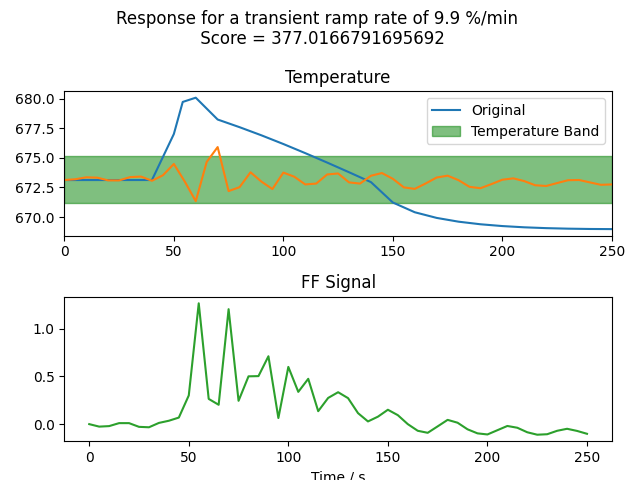 Response for a transient ramp rate of 9.9 %/min
Score = 377.0166791695692
Temperature
680.0
677.5
675.0
672.5
670.0
Original
Temperature Band
0 50 100 150 200 250
FF Signal
1.0
0.5
0.0
0 50 100 150 200 250
Time / s